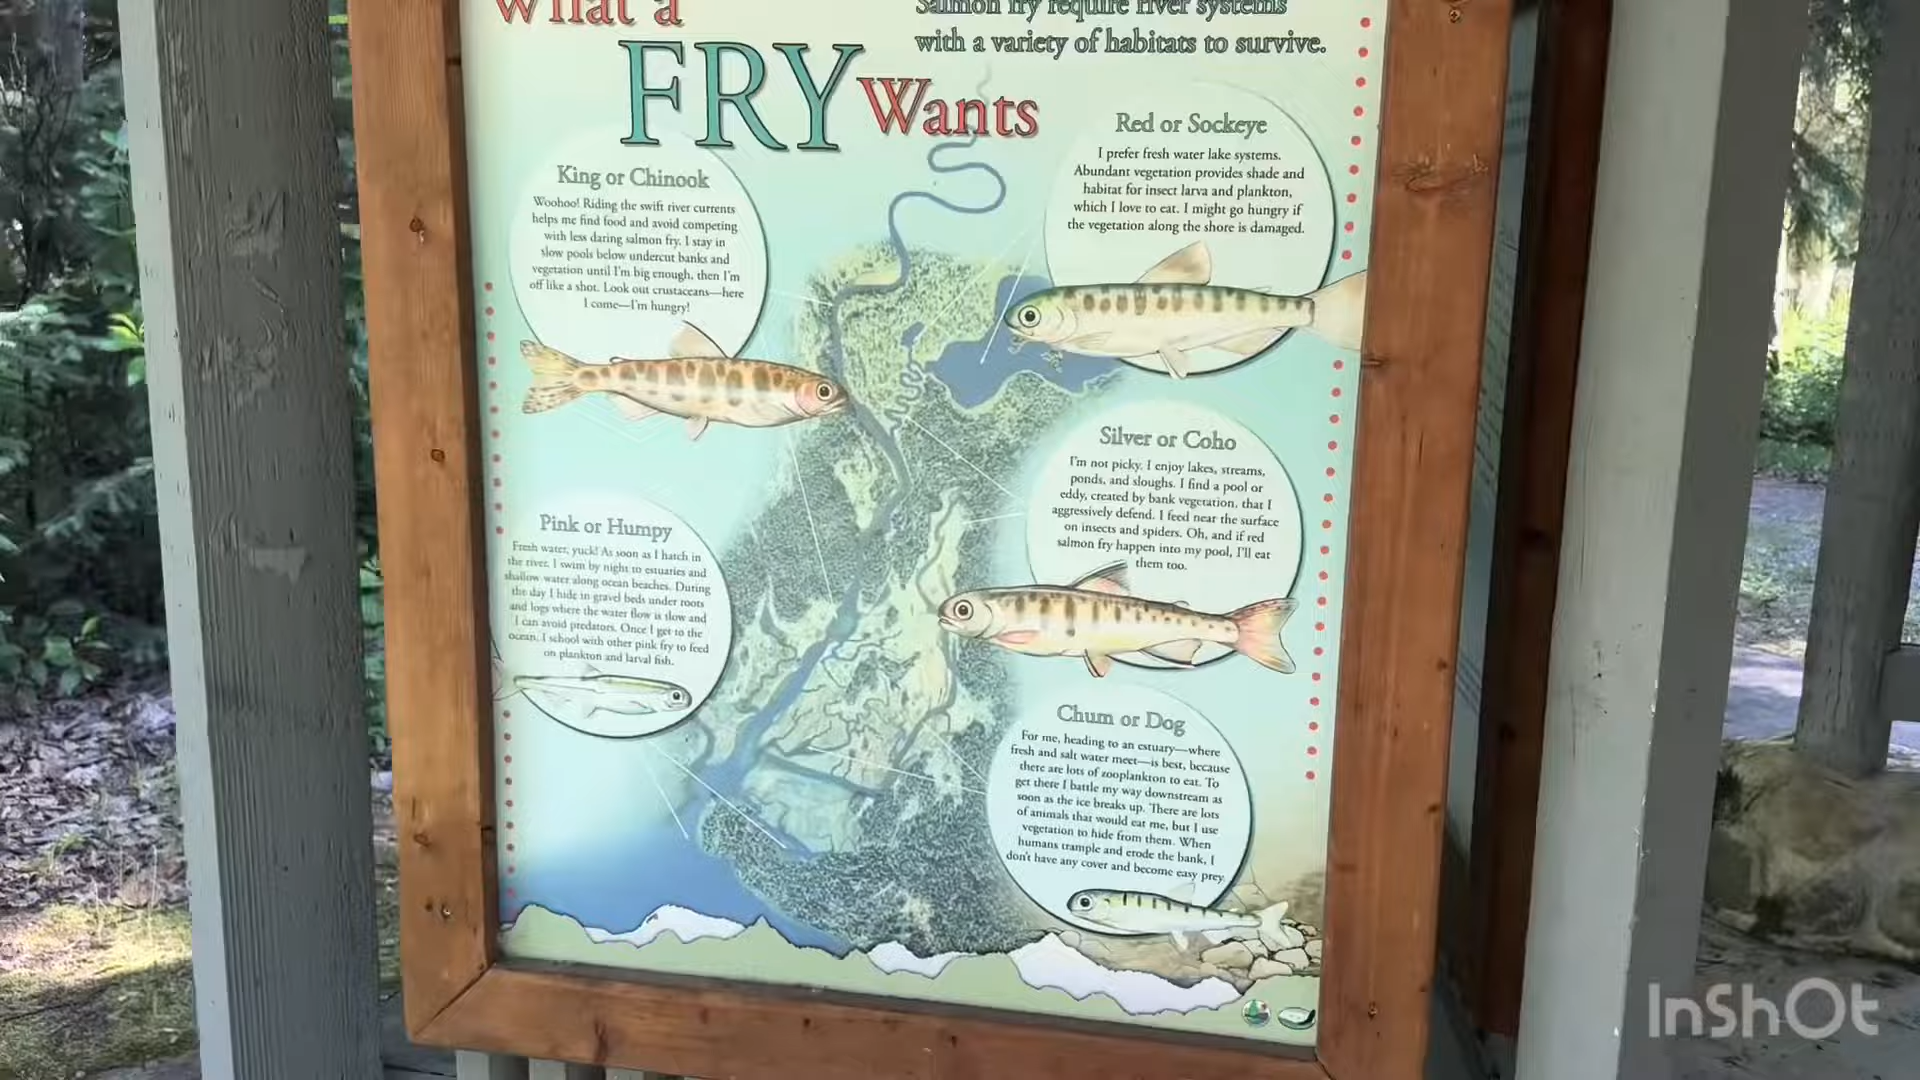 What a
FRY Wants
Salmon fry require river systems
with a variety of habitats to survive.
King or Chinook
Woohoo! Riding the swift river currents
helps me find food and avoid competing
with less daring salmon fry. I stay in
slow pools below undercut banks and
vegetation until I'm big enough, then I'm
off like a shot. Look out crustaceans—here
I come—I'm hungry!
Red or Sockeye
I prefer fresh water lake systems.
Abundant vegetation provides shade and
habitat for insect larva and plankton,
which I love to eat. I might go hungry if
the vegetation along the shore is damaged.
Silver or Coho
I'm not picky. I enjoy lakes, streams,
ponds, and sloughs. I find a pool or
eddy, created by bank vegetation, that I
aggressively defend. I feed near the surface
on insects and spiders. Oh, and if red
salmon fry happen into my pool, I'll eat
them too.
Pink or Humpy
Fresh water, yuck! As soon as I hatch in
the river, I swim by night to estuaries and
shallow water along ocean beaches. During
the day I hide in gravel beds under roots
and logs where the water flow is slow and
I can avoid predators. Once I get to the
ocean, I school with other pink fry to feed
on plankton and larval fish.
Chum or Dog
For me, heading to an estuary—where
fresh and salt water meet—is best, because
there are lots of zooplankton to eat. To
get there I battle my way downstream as
soon as the ice breaks up. There are lots
of animals that would eat me, but I use
vegetation to hide from them. When
humans trample and erode the bank, I
don't have any cover and become easy prey.
InShOt